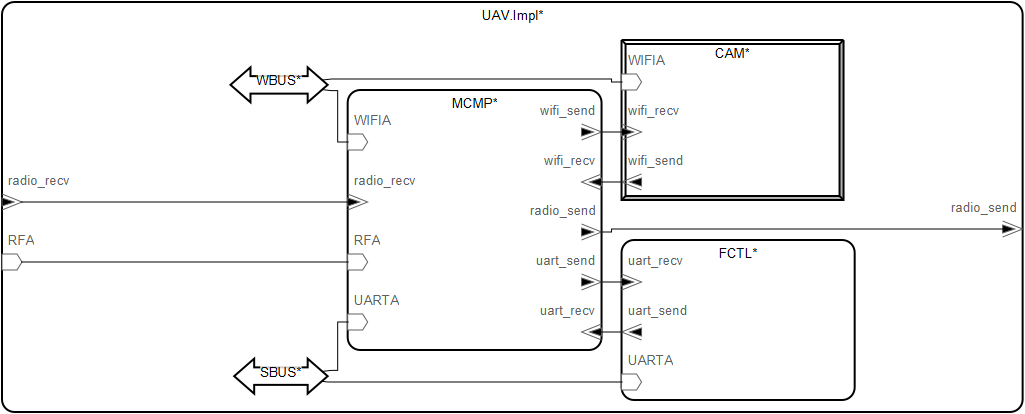 UAV.Impl*
WBUS*
CAM*
WIFIA
MCMP*
WIFIA
wifi_send
wifi_recv
wifi_recv
wifi_send
radio_recv
radio_recv
radio_send
radio_send
RFA
RFA
FCTL*
uart_send
uart_recv
UARTA
uart_recv
uart_send
UARTA
SBUS*